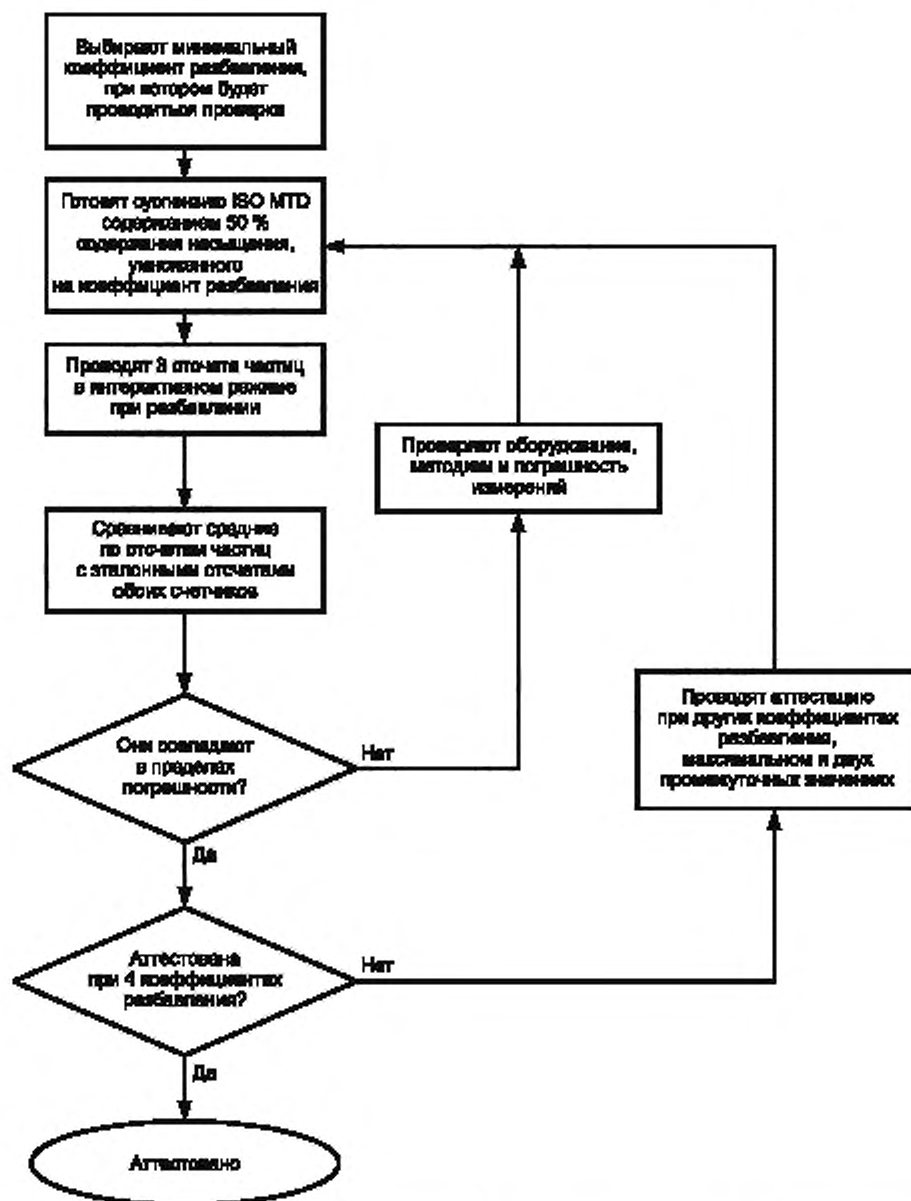 Выбирают минимальный
коэффициент разбавления,
при котором будет
проводиться проверка
Готовят суспензию ISO MTD
содержанием 50 %
содержания насыщения,
умноженного
на коэффициент разбавления
Проводят 3 отсчета частиц
в интерактивном режиме
при разбавлении
Проверяют оборудование,
методики и погрешность
измерений
Сравнивают средние
по отсчетам частиц
с эталонными отсчетами
обоих счетчиков
Проводят аттестацию
при других коэффициентах
разбавления,
максимальном и двух
промежуточных значениях
Они совпадают
в пределах
погрешности?
Нет
Да
Аттестована
при 4 коэффициентах
разбавления?
Нет
Да
Аттестовано